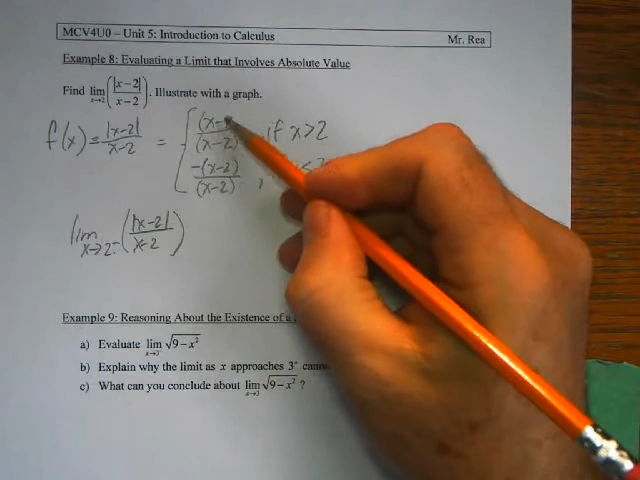 MCV4U0 – Unit 5: Introduction to Calculus Mr. Rea
Example 8: Evaluating a Limit that Involves Absolute Value
Find lim x→2 (|x−2| / x−2). Illustrate with a graph.
f(x) = |x-2| / x-2 = { (x- / (x-2) if x>2
-(x-2) / (x-2) ,
lim x→2⁻ (|x-2| / x-2)
Example 9: Reasoning About the Existence of a
a) Evaluate lim x→3⁻ √9−x²
b) Explain why the limit as x approaches 3⁺
c) What can you conclude about lim x→3 √9−x² ?